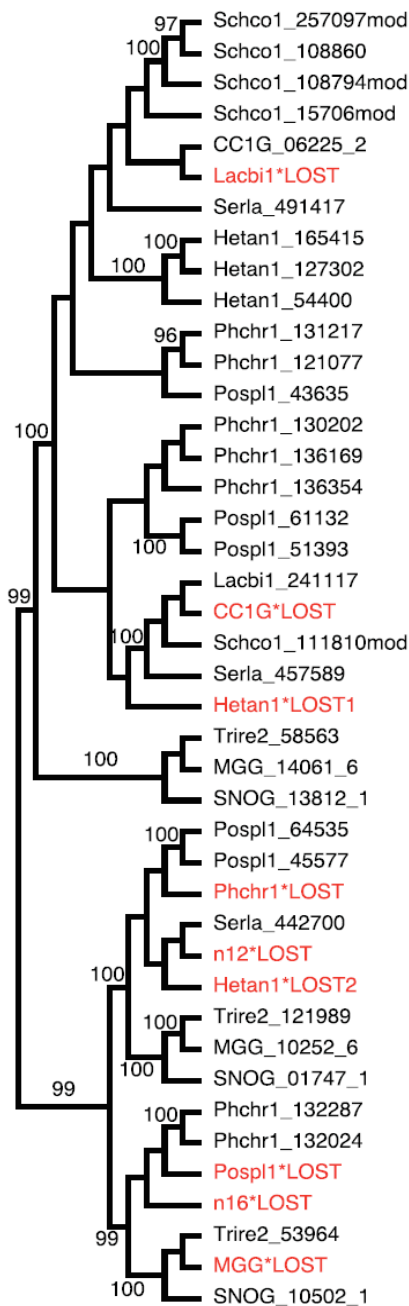 97
Schco1_257097mod
100
Schco1_108860
Schco1_108794mod
Schco1_15706mod
CC1G_06225_2
Lacbi1*LOST
Serla_491417
100
Hetan1_165415
100
Hetan1_127302
Hetan1_54400
96
Phchr1_131217
Phchr1_121077
Pospl1_43635
100
Phchr1_130202
Phchr1_136169
Phchr1_136354
Pospl1_61132
100
Pospl1_51393
Lacbi1_241117
99
CC1G*LOST
100
Schco1_111810mod
Serla_457589
Hetan1*LOST1
Trire2_58563
100
MGG_14061_6
SNOG_13812_1
100
Pospl1_64535
Pospl1_45577
Phchr1*LOST
Serla_442700
n12*LOST
100
Hetan1*LOST2
100
Trire2_121989
MGG_10252_6
100
SNOG_01747_1
99
100
Phchr1_132287
Phchr1_132024
Pospl1*LOST
n16*LOST
99
Trire2_53964
MGG*LOST
100
SNOG_10502_1